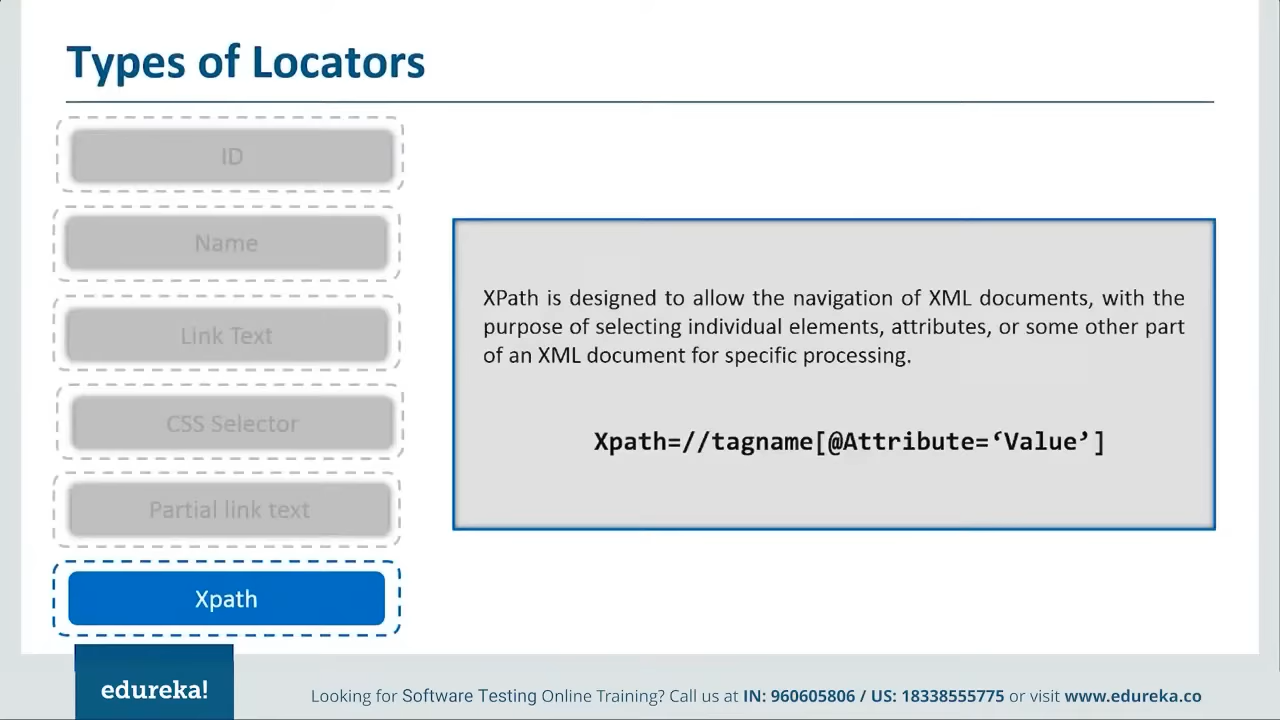 Types of Locators
ID
Name
Link Text
CSS Selector
Partial link text
Xpath
XPath is designed to allow the navigation of XML documents, with the
purpose of selecting individual elements, attributes, or some other part
of an XML document for specific processing.
Xpath=//tagname[@Attribute=‘Value’]
edureka!
Looking for Software Testing Online Training? Call us at IN: 960605806 / US: 18338555775 or visit www.edureka.co